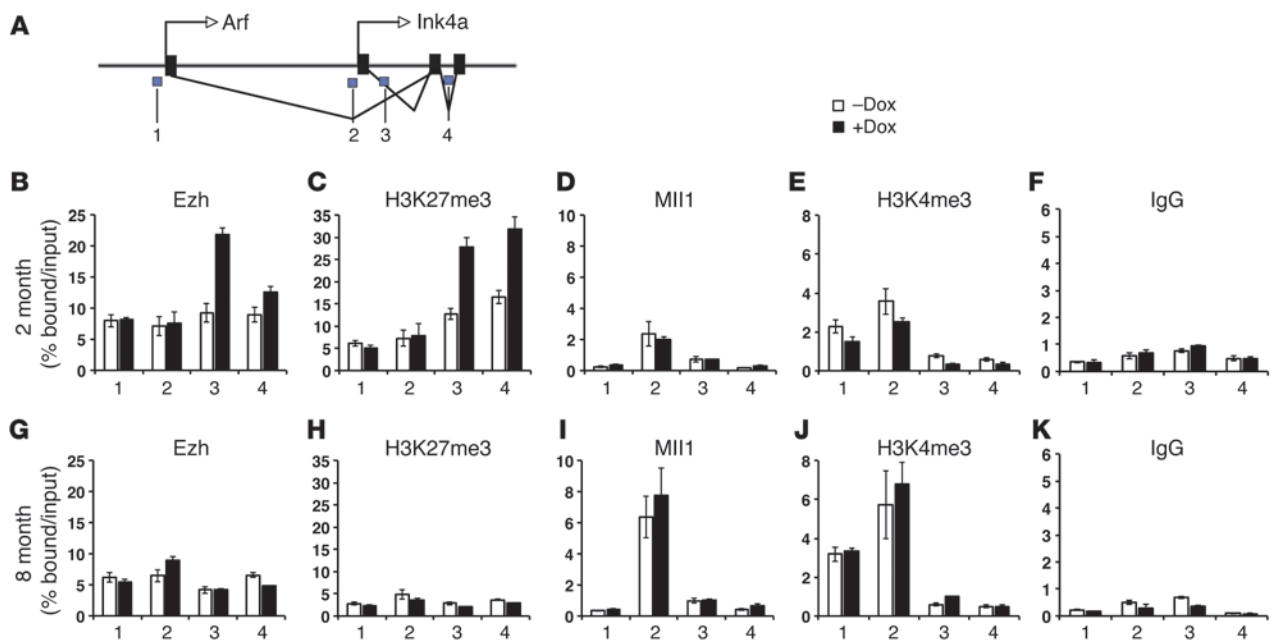 A
Arf
Ink4a
1 2 3 4
–Dox
+Dox
B Ezh
C H3K27me3
D Mll1
E H3K4me3
F IgG
2 month
(% bound/input)
25 20 15 10 5 0
1 2 3 4
35 30 25 20 15 10 5 0
1 2 3 4
10 8 6 4 2 0
1 2 3 4
8 6 4 2 0
1 2 3 4
6 5 4 3 2 1 0
1 2 3 4
G Ezh
H H3K27me3
I Mll1
J H3K4me3
K IgG
8 month
(% bound/input)
25 20 15 10 5 0
1 2 3 4
35 30 25 20 15 10 5 0
1 2 3 4
10 8 6 4 2 0
1 2 3 4
8 6 4 2 0
1 2 3 4
6 5 4 3 2 1 0
1 2 3 4